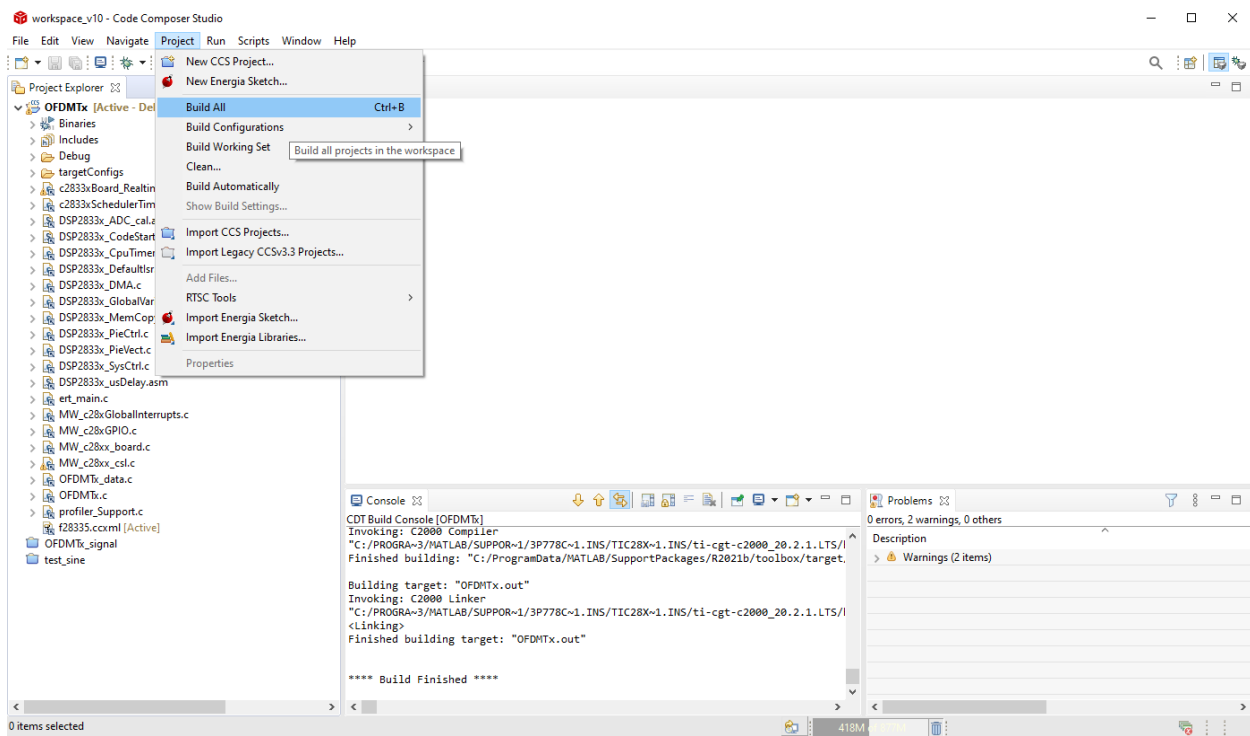 workspace_v10 - Code Composer Studio
File Edit View Navigate Project Run Scripts Window Help
New CCS Project...
New Energia Sketch...
Build All Ctrl+B
Build Configurations
Build Working Set
Build all projects in the workspace
Clean...
Build Automatically
Show Build Settings...
Import CCS Projects...
Import Legacy CCSv3.3 Projects...
Add Files...
RTSC Tools
Import Energia Sketch...
Import Energia Libraries...
Properties
Project Explorer
OFDMTx [Active - Del
Binaries
Includes
Debug
targetConfigs
c2833xBoard_Realtin
c2833xSchedulerTim
DSP2833x_ADC_cal.a
DSP2833x_CodeStart
DSP2833x_CpuTimer
DSP2833x_DefaultIsr
DSP2833x_DMA.c
DSP2833x_GlobalVar
DSP2833x_MemCopy
DSP2833x_PieCtrl.c
DSP2833x_PieVect.c
DSP2833x_SysCtrl.c
DSP2833x_usDelay.asm
ert_main.c
MW_c28xGlobalInterrupts.c
MW_c28xGPIO.c
MW_c28xx_board.c
MW_c28xx_csl.c
OFDMTx_data.c
OFDMTx.c
profiler_Support.c
f28335.ccxml [Active]
OFDMTx_signal
test_sine
Console
CDT Build Console [OFDMTx]
Invoking: C2000 Compiler
"C:/PROGRA~3/MATLAB/SUPPOR~1/3P778C~1.INS/TIC28X~1.INS/ti-cgt-c2000_20.2.1.LTS/
Finished building: "C:/ProgramData/MATLAB/SupportPackages/R2021b/toolbox/target
Building target: "OFDMTx.out"
Invoking: C2000 Linker
"C:/PROGRA~3/MATLAB/SUPPOR~1/3P778C~1.INS/TIC28X~1.INS/ti-cgt-c2000_20.2.1.LTS/
<Linking>
Finished building target: "OFDMTx.out"
**** Build Finished ****
Problems
0 errors, 2 warnings, 0 others
Description
Warnings (2 items)
0 items selected
418M